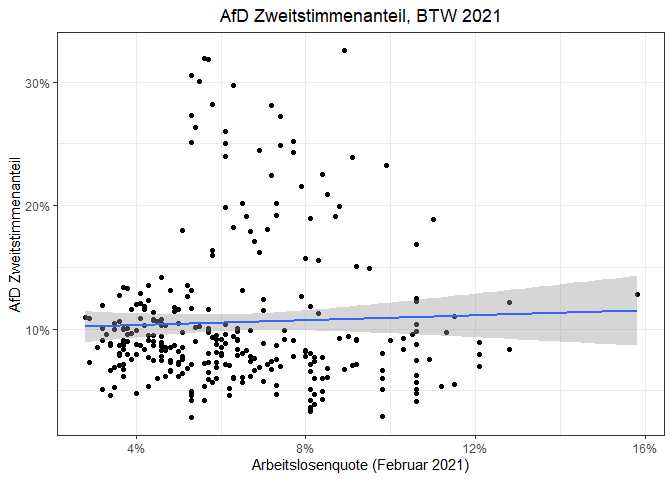 AfD Zweitstimmenanteil, BTW 2021
AfD Zweitstimmenanteil
30%
20%
10%
4%
8%
12%
16%
Arbeitslosenquote (Februar 2021)